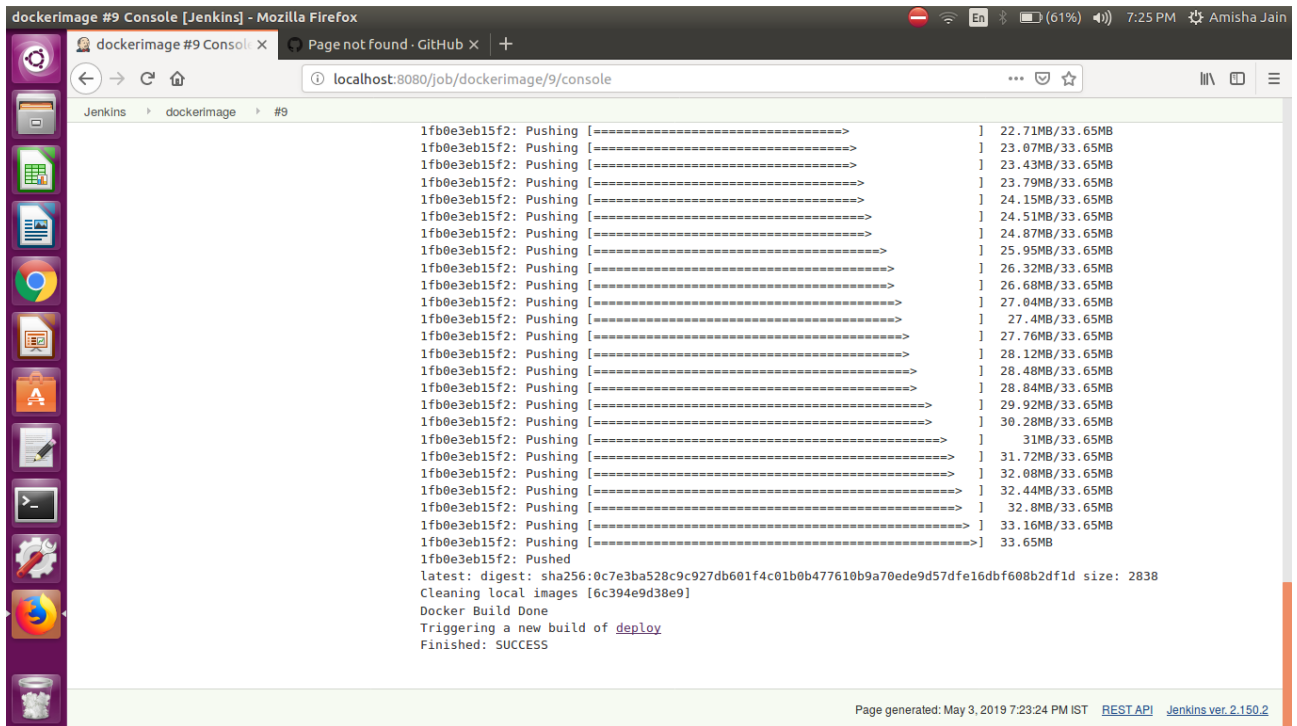 dockerimage #9 Console [Jenkins] - Mozilla Firefox
En
(61%)
7:25 PM
Amisha Jain
dockerimage #9 Consol
Page not found · GitHub
localhost:8080/job/dockerimage/9/console
Jenkins
dockerimage
#9
1fb0e3eb15f2: Pushing [=================================>                 ]  22.71MB/33.65MB
1fb0e3eb15f2: Pushing [==================================>                ]  23.07MB/33.65MB
1fb0e3eb15f2: Pushing [==================================>                ]  23.43MB/33.65MB
1fb0e3eb15f2: Pushing [===================================>               ]  23.79MB/33.65MB
1fb0e3eb15f2: Pushing [===================================>               ]  24.15MB/33.65MB
1fb0e3eb15f2: Pushing [====================================>              ]  24.51MB/33.65MB
1fb0e3eb15f2: Pushing [====================================>              ]  24.87MB/33.65MB
1fb0e3eb15f2: Pushing [======================================>            ]  25.95MB/33.65MB
1fb0e3eb15f2: Pushing [=======================================>           ]  26.32MB/33.65MB
1fb0e3eb15f2: Pushing [=======================================>           ]  26.68MB/33.65MB
1fb0e3eb15f2: Pushing [========================================>          ]  27.04MB/33.65MB
1fb0e3eb15f2: Pushing [========================================>          ]   27.4MB/33.65MB
1fb0e3eb15f2: Pushing [=========================================>         ]  27.76MB/33.65MB
1fb0e3eb15f2: Pushing [=========================================>         ]  28.12MB/33.65MB
1fb0e3eb15f2: Pushing [==========================================>        ]  28.48MB/33.65MB
1fb0e3eb15f2: Pushing [==========================================>        ]  28.84MB/33.65MB
1fb0e3eb15f2: Pushing [============================================>      ]  29.92MB/33.65MB
1fb0e3eb15f2: Pushing [============================================>      ]  30.28MB/33.65MB
1fb0e3eb15f2: Pushing [==============================================>    ]     31MB/33.65MB
1fb0e3eb15f2: Pushing [===============================================>   ]  31.72MB/33.65MB
1fb0e3eb15f2: Pushing [===============================================>   ]  32.08MB/33.65MB
1fb0e3eb15f2: Pushing [================================================>  ]  32.44MB/33.65MB
1fb0e3eb15f2: Pushing [================================================>  ]   32.8MB/33.65MB
1fb0e3eb15f2: Pushing [=================================================> ]  33.16MB/33.65MB
1fb0e3eb15f2: Pushing [==================================================>]  33.65MB
1fb0e3eb15f2: Pushed
latest: digest: sha256:0c7e3ba528c9c927db601f4c01b0b477610b9a70ede9d57dfe16dbf608b2df1d size: 2838
Cleaning local images [6c394e9d38e9]
Docker Build Done
Triggering a new build of deploy
Finished: SUCCESS
Page generated: May 3, 2019 7:23:24 PM IST
REST API
Jenkins ver. 2.150.2